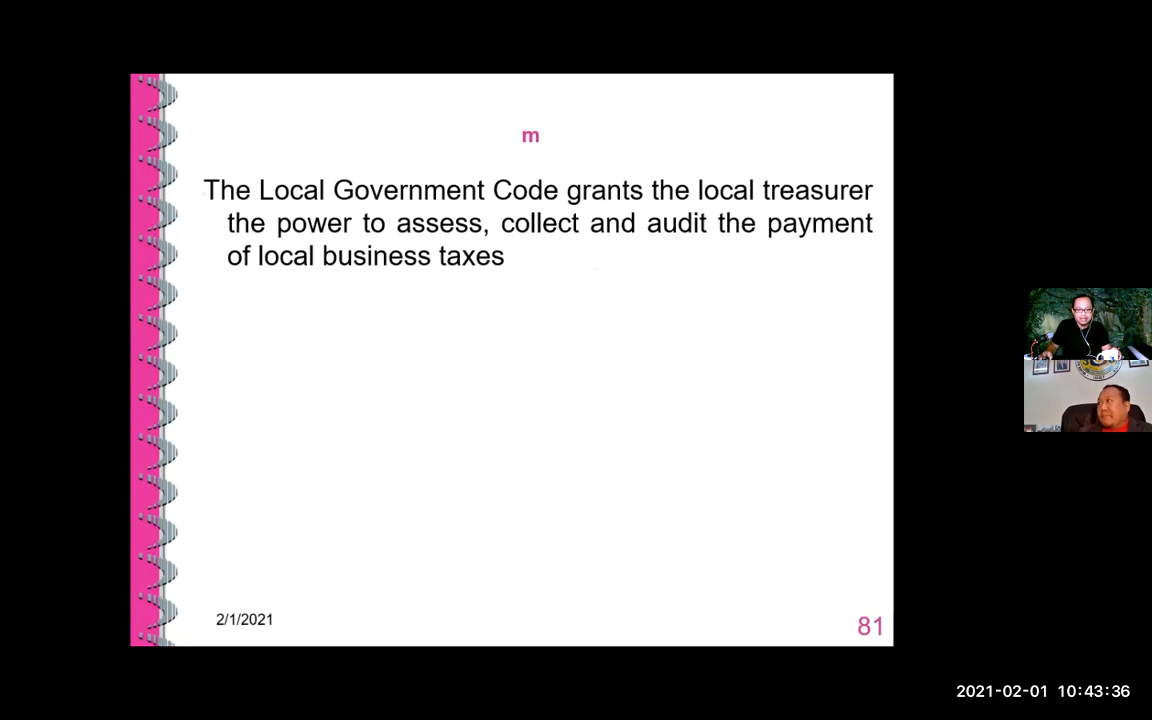 m
The Local Government Code grants the local treasurer
the power to assess, collect and audit the payment
of local business taxes
2/1/2021
81
2021-02-01 10:43:36